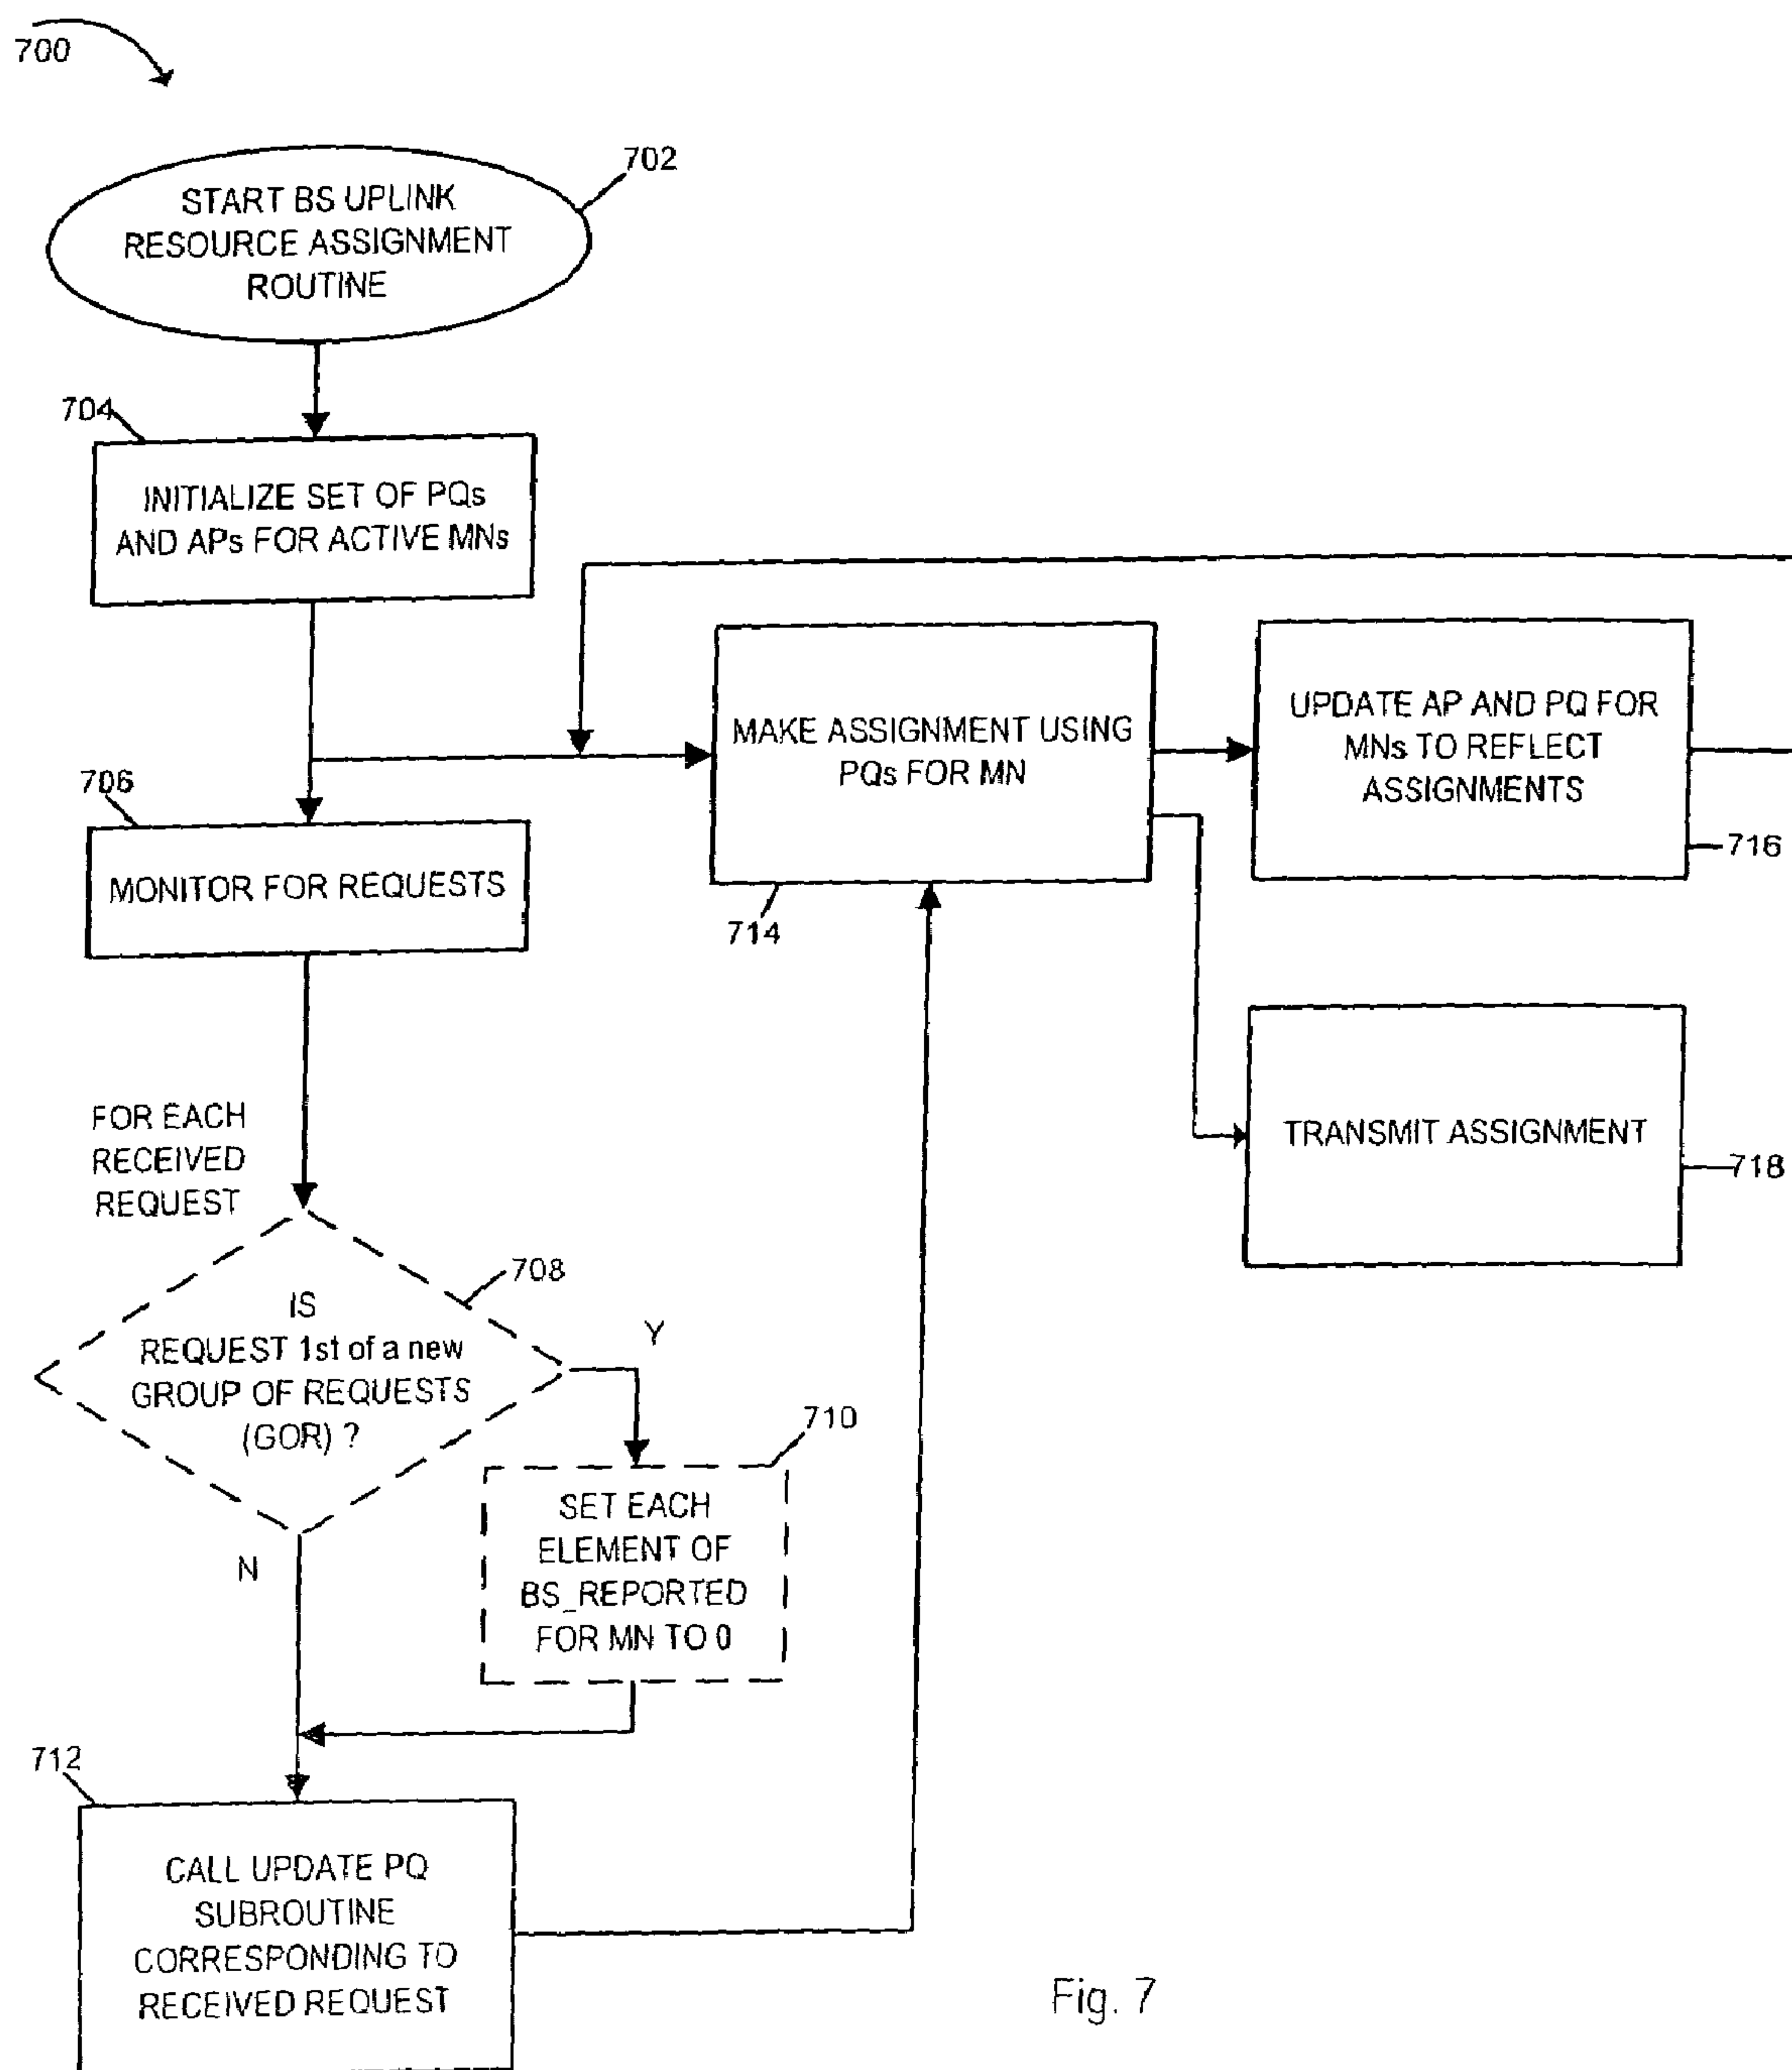 700
702
START BS UPLINK
RESOURCE ASSIGNMENT
ROUTINE
704
INITIALIZE SET OF PQs
AND APs FOR ACTIVE MNs
706
MONITOR FOR REQUESTS
MAKE ASSIGNMENT USING
PQs FOR MN
714
UPDATE AP AND PQ FOR
MNs TO REFLECT
ASSIGNMENTS
716
TRANSMIT ASSIGNMENT
718
FOR EACH
RECEIVED
REQUEST
708
IS
REQUEST 1st of a new
GROUP OF REQUESTS
(GOR) ?
Y
N
710
SET EACH
ELEMENT OF
BS_REPORTED
FOR MN TO 0
712
CALL UPDATE PQ
SUBROUTINE
CORRESPONDING TO
RECEIVED REQUEST
Fig. 7